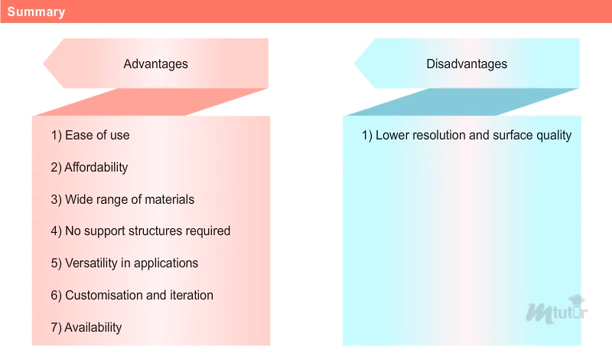 Summary
Advantages
1) Ease of use
2) Affordability
3) Wide range of materials
4) No support structures required
5) Versatility in applications
6) Customisation and iteration
7) Availability
Disadvantages
1) Lower resolution and surface quality
mtutor